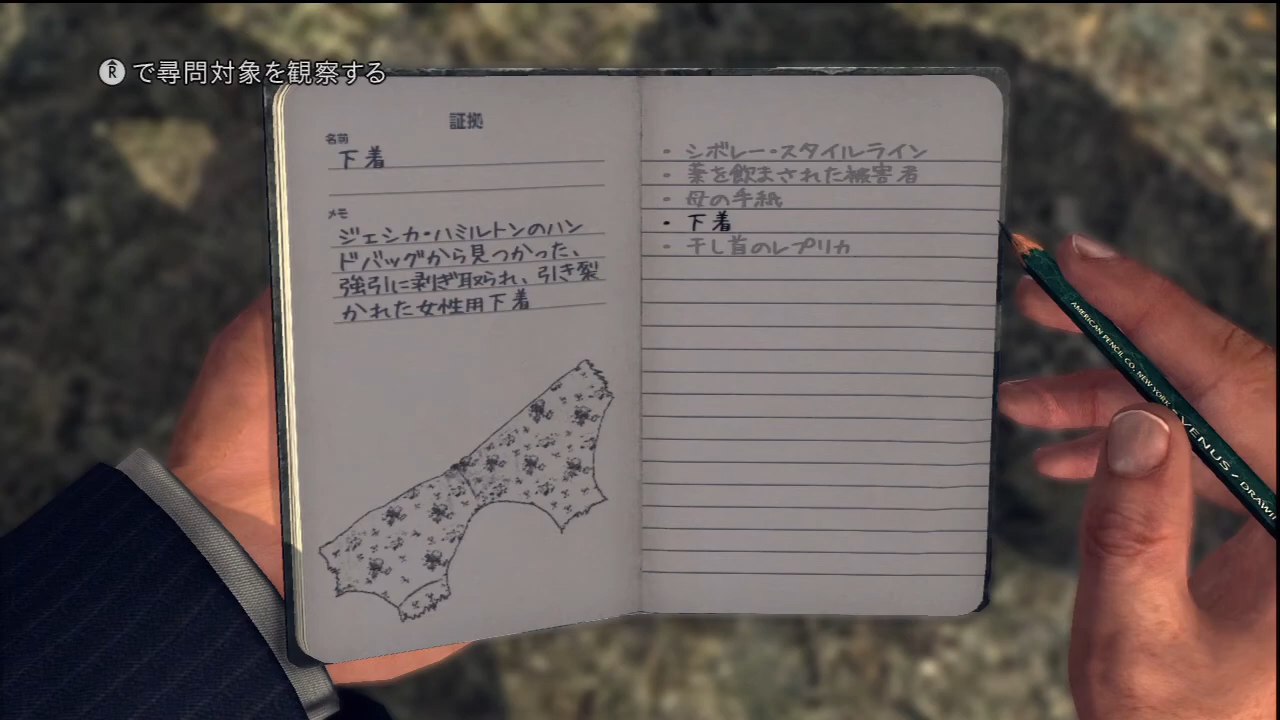 Rで尋問対象を観察する
証拠
名前
下着
メモ
ジェシカ・ハミルトンのハン
ドバッグから見つかった、
強引に剥ぎ取られ、引き裂
かれた女性用下着
・シボレー・スタイルライン
・薬を飲まされた被害者
・母の手紙
・下着
・干し首のレプリカ
AMERICAN PENCIL CO. NEW YORK VENUS / DRAWI